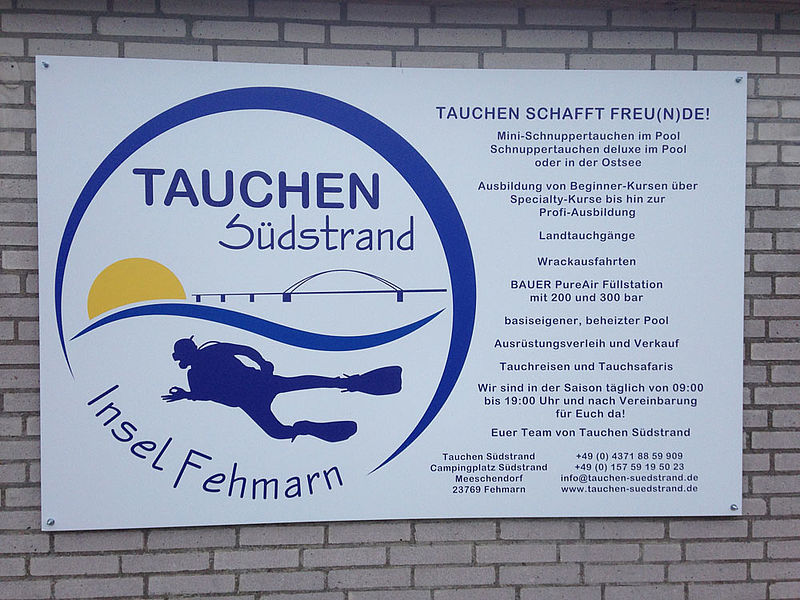 TAUCHEN
Südstrand
Insel Fehmarn
TAUCHEN SCHAFFT FREU(N)DE!
Mini-Schnuppertauchen im Pool
Schnuppertauchen deluxe im Pool
oder in der Ostsee
Ausbildung von Beginner-Kursen über
Specialty-Kurse bis hin zur
Profi-Ausbildung
Landtauchgänge
Wrackausfahrten
BAUER PureAir Füllstation
mit 200 und 300 bar
basiseigener, beheizter Pool
Ausrüstungsverleih und Verkauf
Tauchreisen und Tauchsafaris
Wir sind in der Saison täglich von 09:00
bis 19:00 Uhr und nach Vereinbarung
für Euch da!
Euer Team von Tauchen Südstrand
Tauchen Südstrand
Campingplatz Südstrand
Meeschendorf
23769 Fehmarn
+49 (0) 4371 88 59 909
+49 (0) 157 59 19 50 23
info@tauchen-suedstrand.de
www.tauchen-suedstrand.de